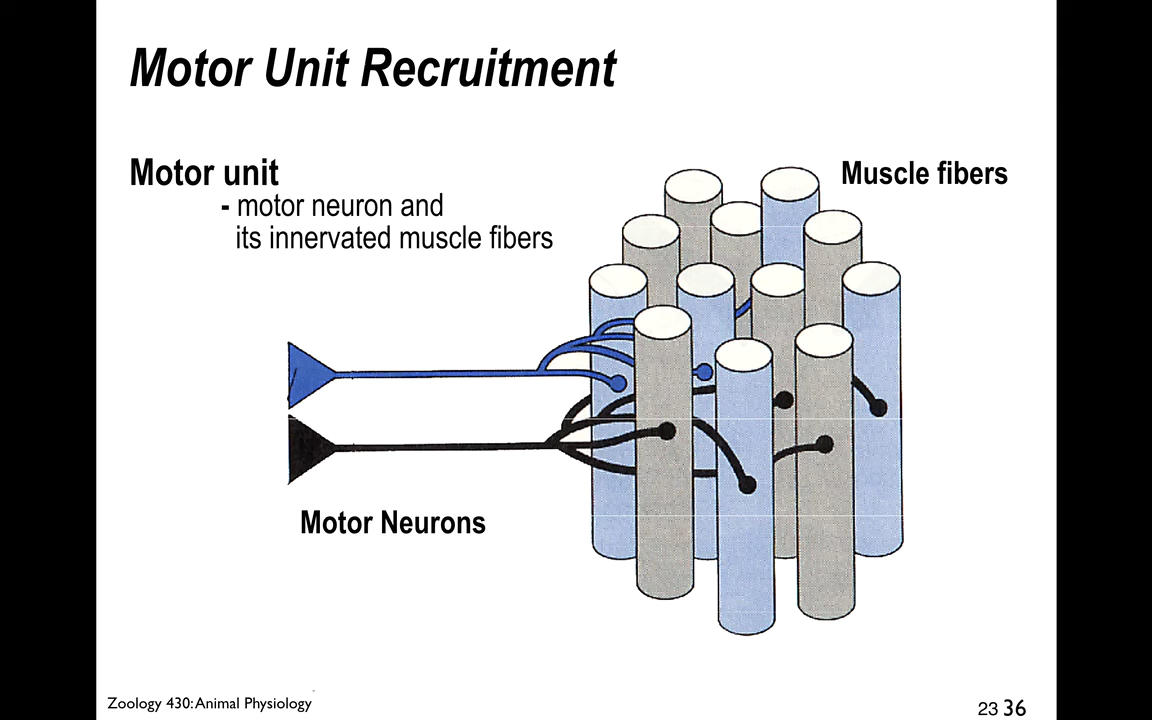 Motor Unit Recruitment
Motor unit
- motor neuron and
its innervated muscle fibers
Muscle fibers
Motor Neurons
Zoology 430: Animal Physiology
23 36